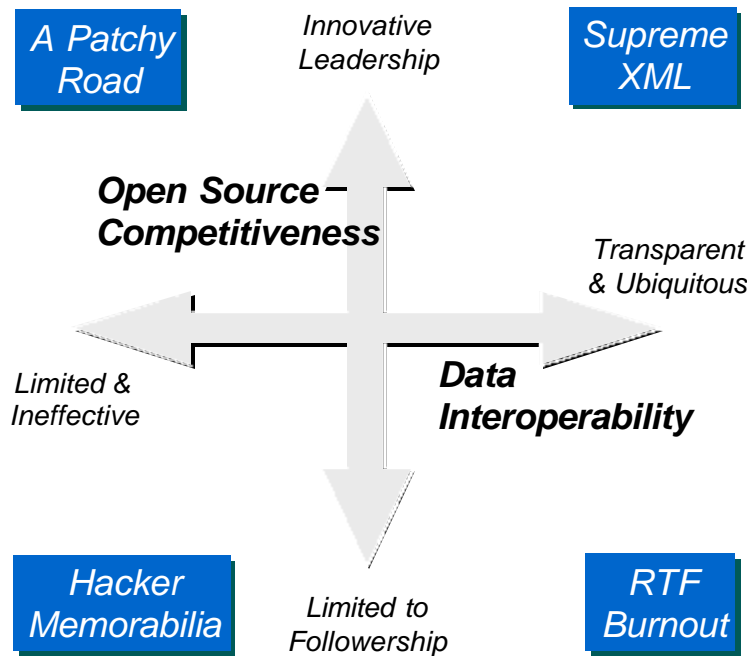 A Patchy
Road
Innovative
Leadership
Supreme
XML
Open Source
Competitiveness
Transparent
& Ubiquitous
Limited &
Ineffective
Data
Interoperability
Hacker
Memorabilia
Limited to
Followership
RTF
Burnout